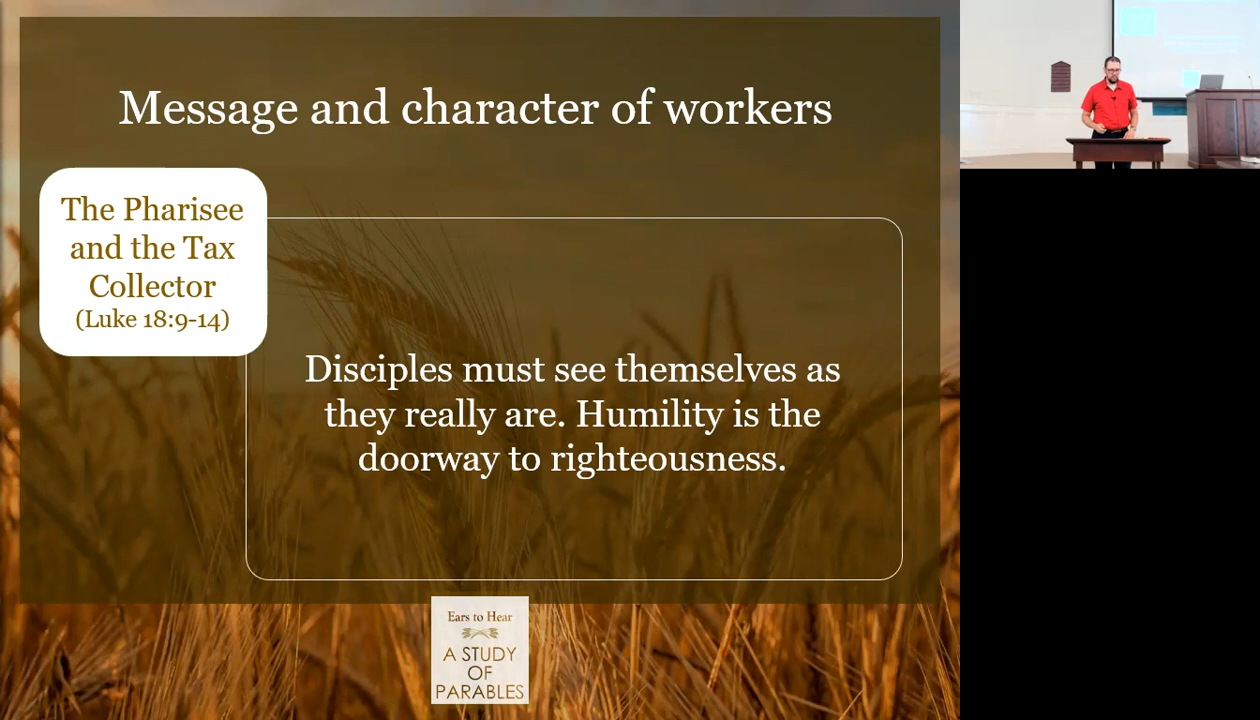 Message and character of workers
The Pharisee
and the Tax
Collector
(Luke 18:9-14)
Disciples must see themselves as
they really are. Humility is the
doorway to righteousness.
Ears to Hear
A STUDY
OF
PARABLES